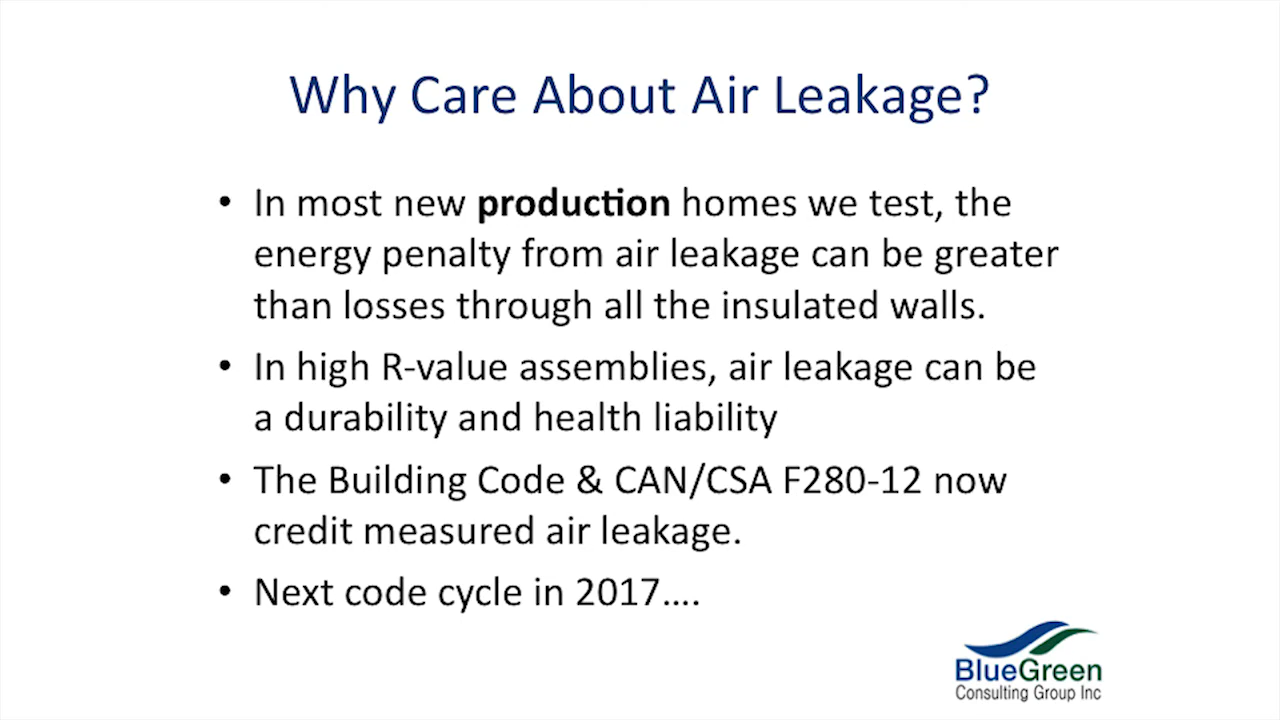 Why Care About Air Leakage?
• In most new production homes we test, the
energy penalty from air leakage can be greater
than losses through all the insulated walls.
• In high R-value assemblies, air leakage can be
a durability and health liability
• The Building Code & CAN/CSA F280-12 now
credit measured air leakage.
• Next code cycle in 2017....
BlueGreen
Consulting Group Inc